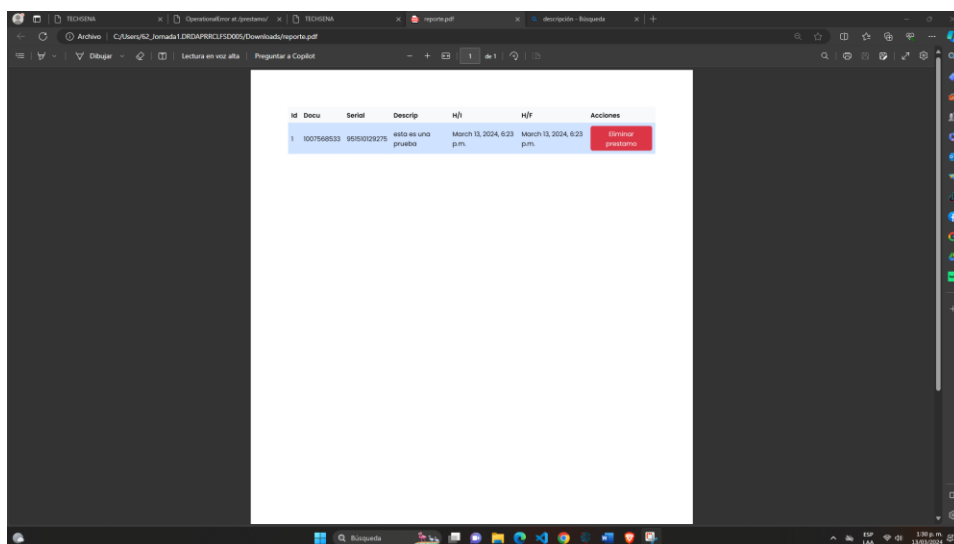 TECHSENA
OperationalError at /prestamo/
TECHSENA
reporte.pdf
descripción - Búsqueda
Archivo C:/Users/62_Jornada1.DRDAPRRCLFSD005/Downloads/reporte.pdf
Dibujar Lectura en voz alta Preguntar a Copilot 1 de 1
Id Docu Serial Descrip H/I H/F Acciones
1 1007568533 951510129275 esta es una prueba March 13, 2024, 6:23 p.m. March 13, 2024, 6:23 p.m. Eliminar prestamo
Búsqueda
ESP
LAA
1:30 p. m.
13/03/2024